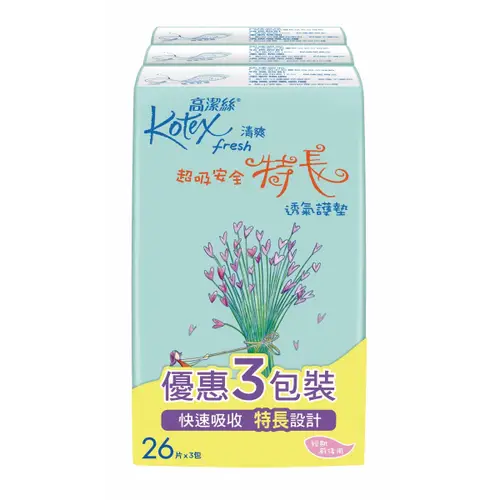 高潔絲®
Kotex 清爽
fresh
超吸安全 特長
透氣護墊
優惠3包裝
快速吸收 特長設計
26片x3包